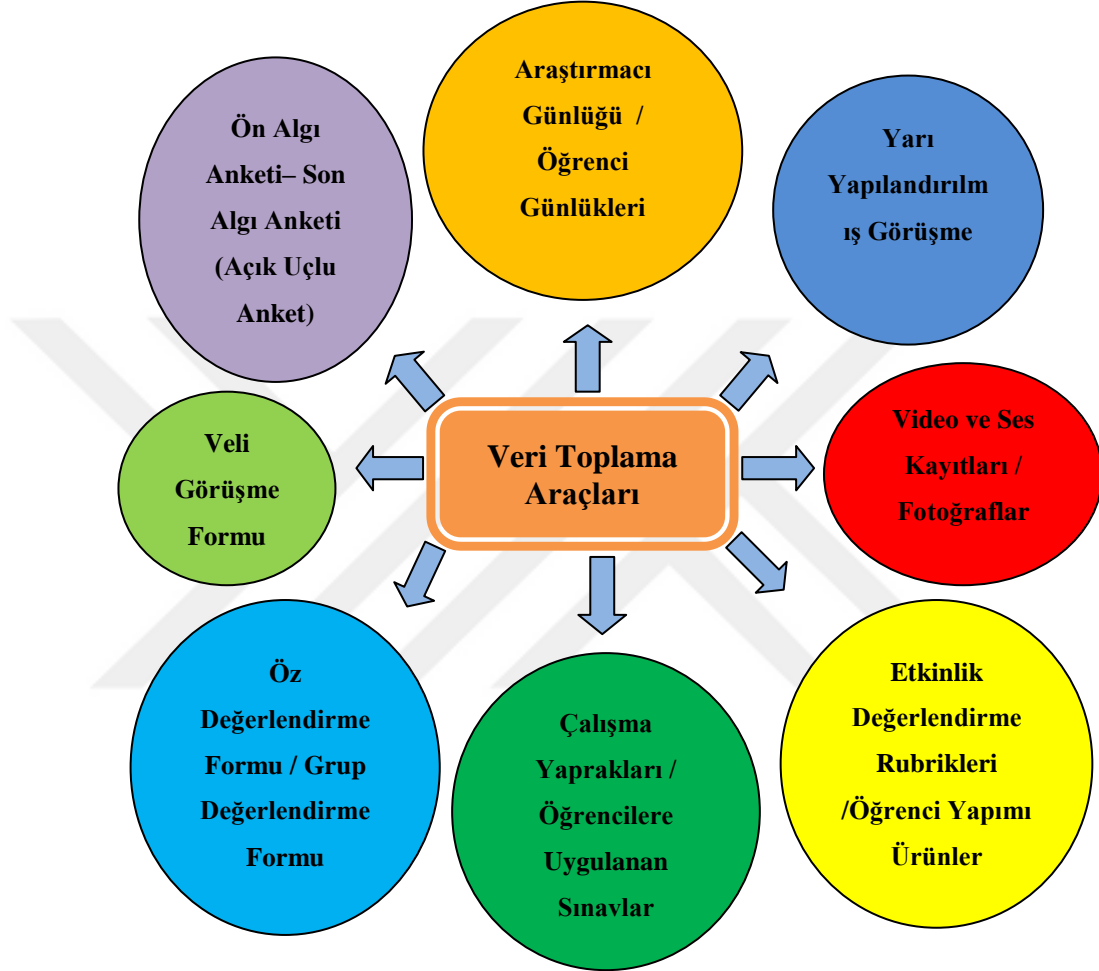 Araştırmacı
Günlüğü /
Öğrenci
Günlükleri
Ön Algı
Anketi– Son
Algı Anketi
(Açık Uçlu
Anket)
Yarı
Yapılandırılm
ış Görüşme
Veli
Görüşme
Formu
Veri Toplama
Araçları
Video ve Ses
Kayıtları /
Fotoğraflar
Öz
Değerlendirme
Formu / Grup
Değerlendirme
Formu
Çalışma
Yaprakları /
Öğrencilere
Uygulanan
Sınavlar
Etkinlik
Değerlendirme
Rubrikleri
/Öğrenci Yapımı
Ürünler